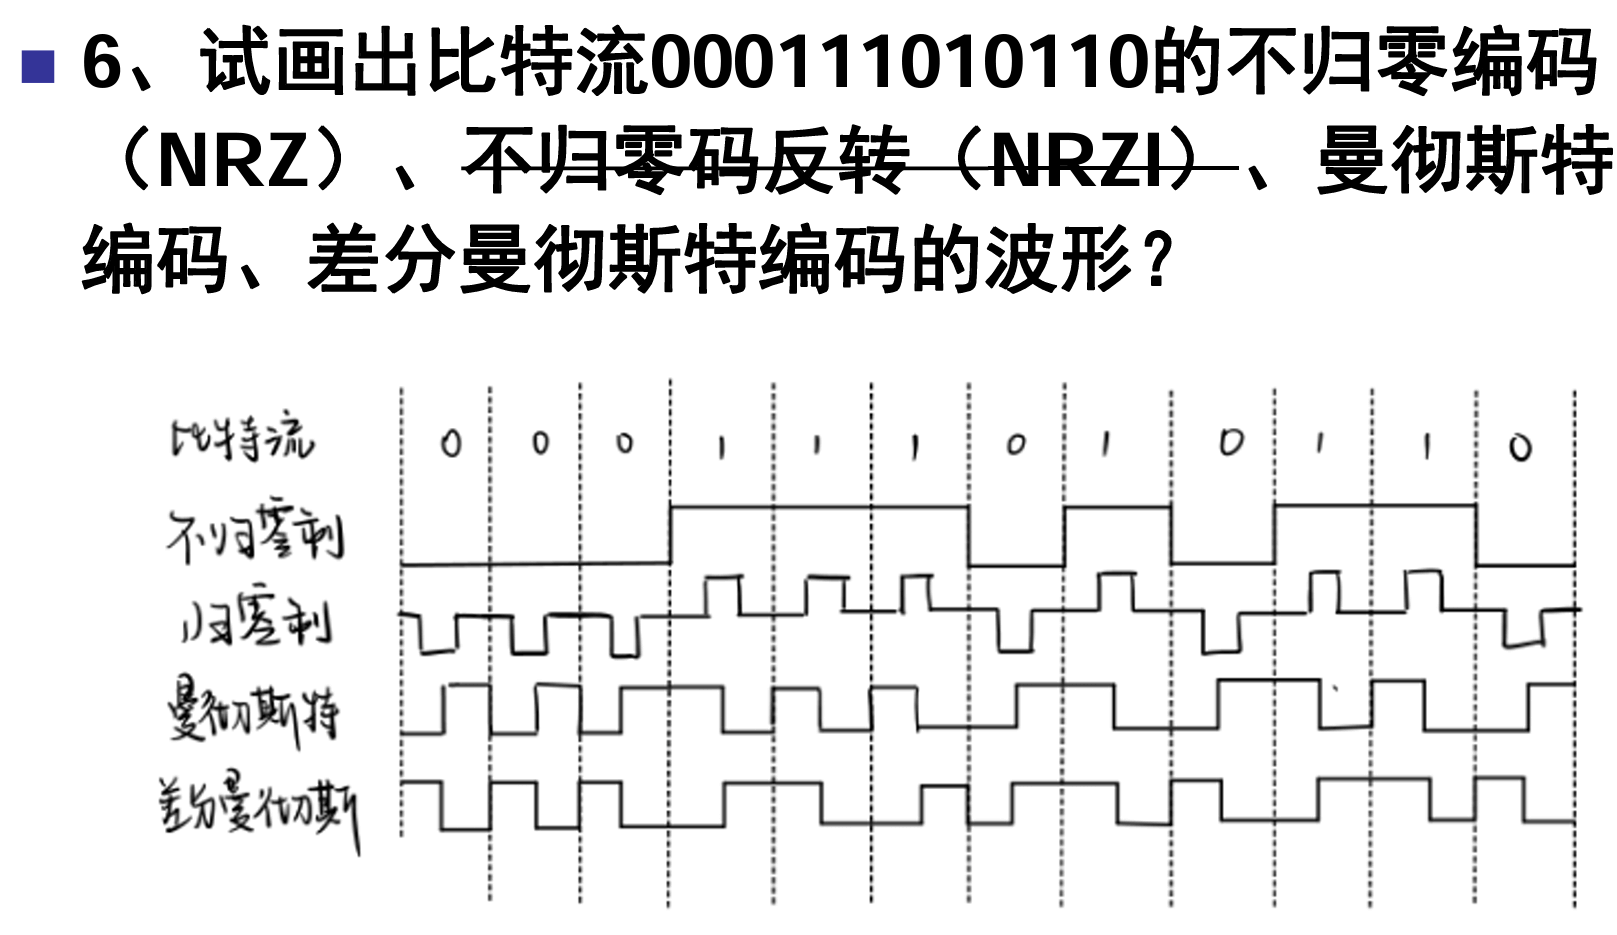 6、试画出比特流000111010110的不归零编码
（NRZ）、不归零码反转（NRZI）、曼彻斯特
编码、差分曼彻斯特编码的波形？
比特流 0 0 0 1 1 1 0 1 0 1 1 0
不归零制
归零制
曼彻斯特
差分曼彻斯